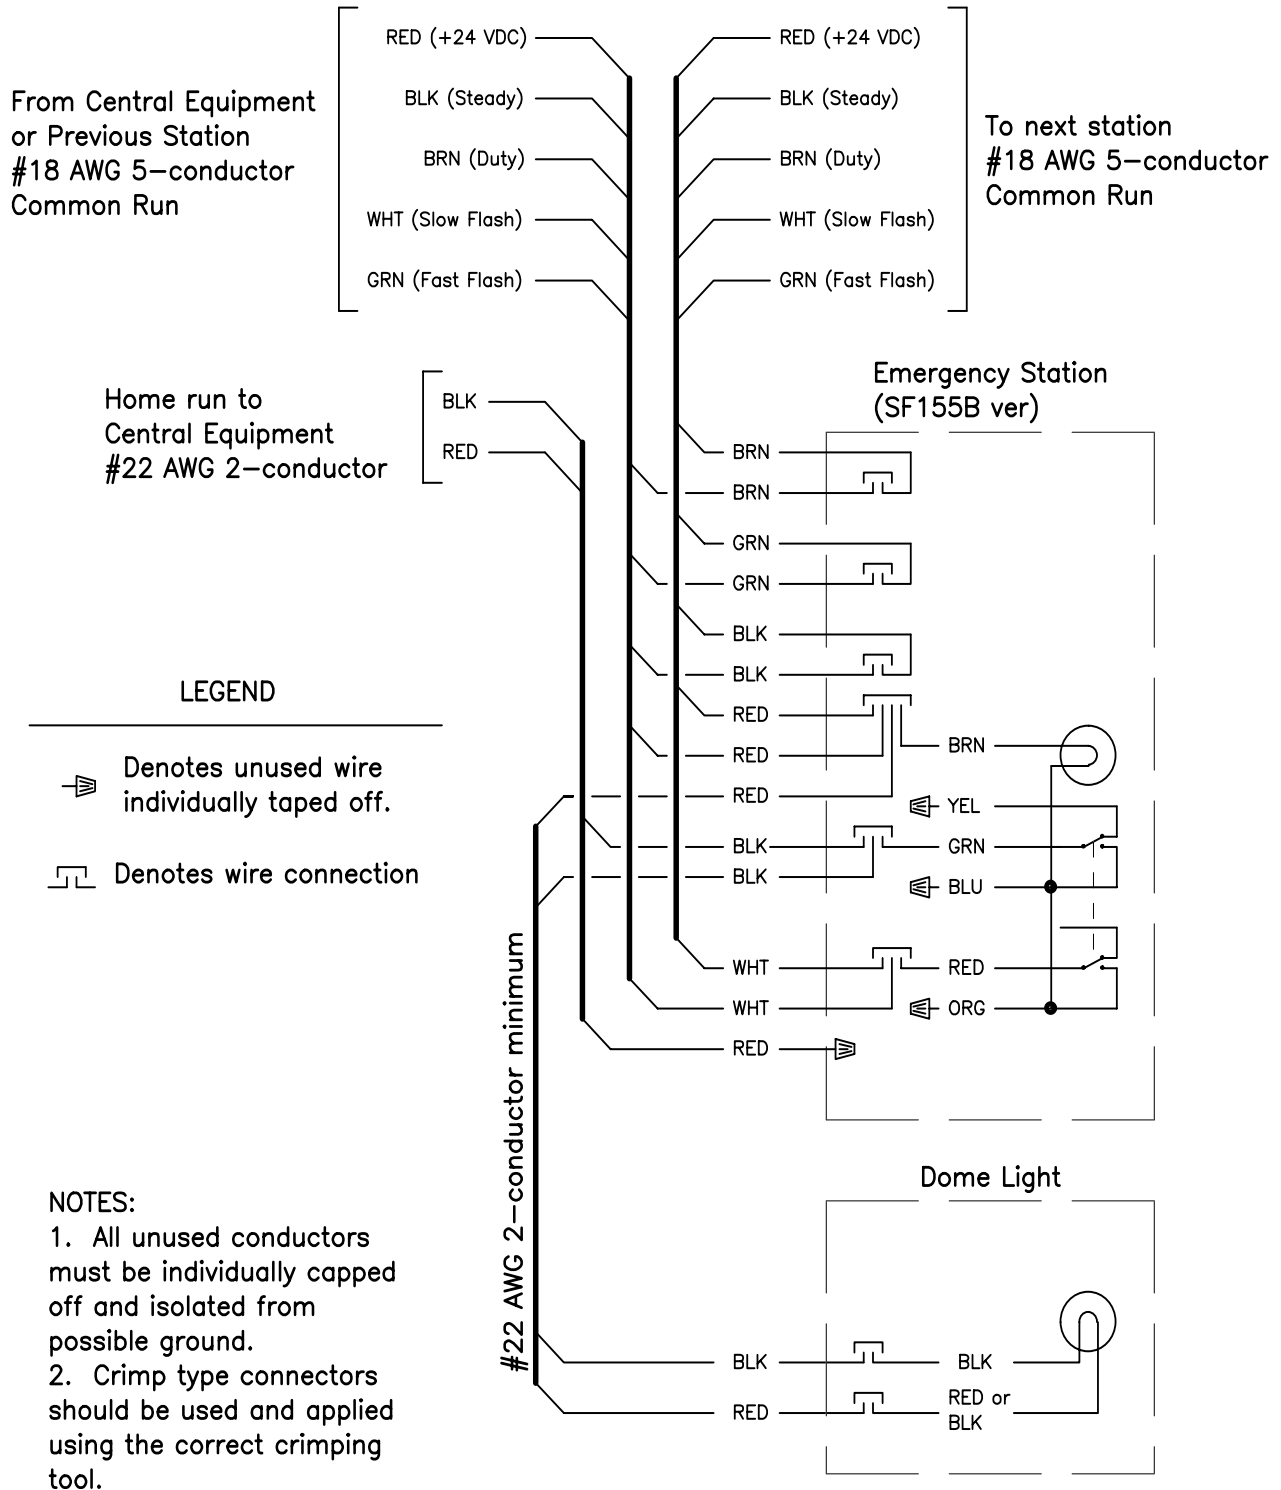 RED (+24 VDC)
BLK (Steady)
BRN (Duty)
WHT (Slow Flash)
GRN (Fast Flash)
From Central Equipment
or Previous Station
#18 AWG 5-conductor
Common Run
RED (+24 VDC)
BLK (Steady)
BRN (Duty)
WHT (Slow Flash)
GRN (Fast Flash)
To next station
#18 AWG 5-conductor
Common Run
Home run to
Central Equipment
#22 AWG 2-conductor
BLK
RED
Emergency Station
(SF155B ver)
BRN
BRN
GRN
GRN
BLK
BLK
RED
RED
RED
BLK
BLK
WHT
WHT
RED
BRN
YEL
GRN
BLU
RED
ORG
LEGEND
Denotes unused wire
individually taped off.
Denotes wire connection
#22 AWG 2-conductor minimum
Dome Light
BLK
RED
BLK
RED or
BLK
NOTES:
1. All unused conductors
must be individually capped
off and isolated from
possible ground.
2. Crimp type connectors
should be used and applied
using the correct crimping
tool.